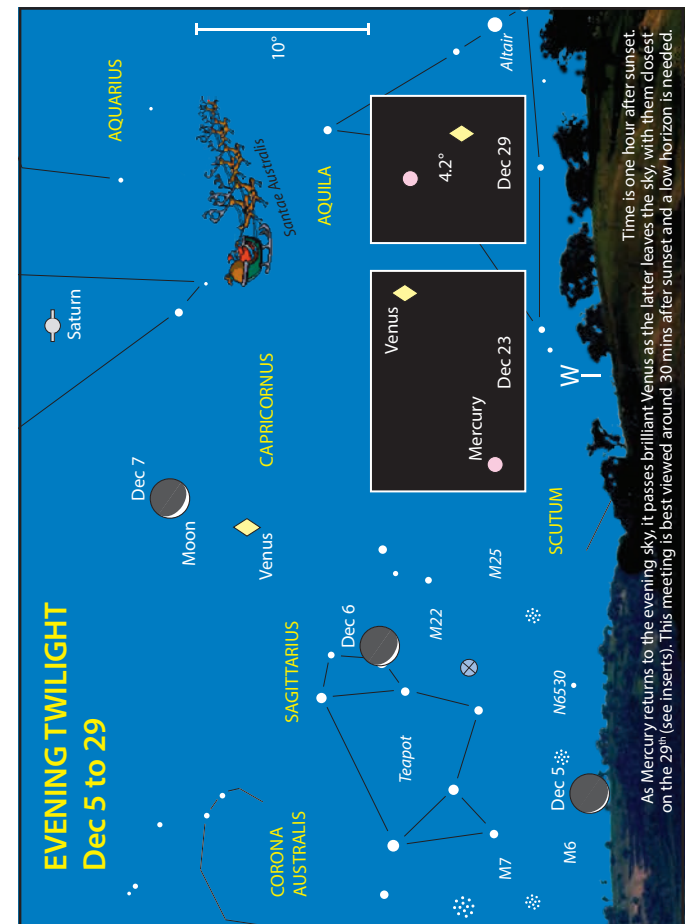 EVENING TWILIGHT
Dec 5 to 29
CORONA
AUSTRALIS
SAGITTARIUS
Dec 7
Moon
Venus
Saturn
AQUARIUS
CAPRICORNUS
Santae Australis
10°
AQUILA
Altair
Teapot
Dec 6
M22
M25
M7
M6
Dec 5
N6530
SCUTUM
Venus
Mercury
Dec 23
4.2°
Dec 29
W
Time is one hour after sunset.
As Mercury returns to the evening sky, it passes brilliant Venus as the latter leaves the sky, with them closest
on the 29th (see inserts). This meeting is best viewed around 30 mins after sunset and a low horizon is needed.